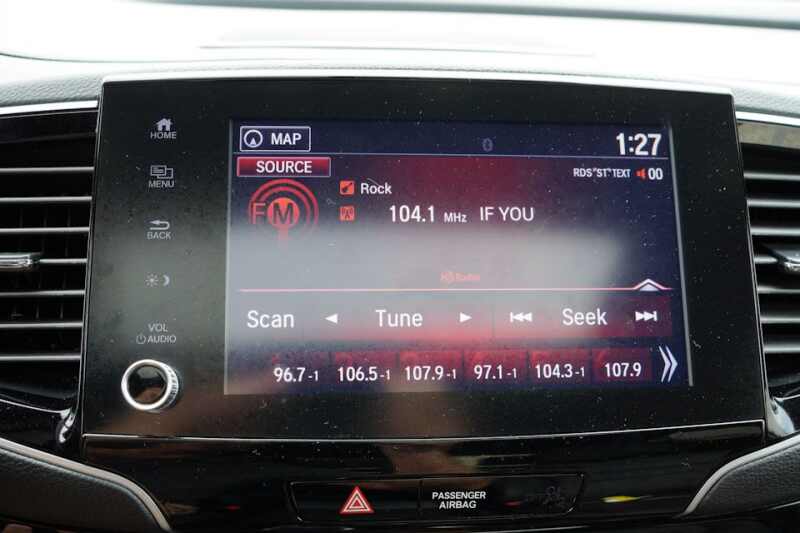 HOME
MENU
BACK
VOL
AUDIO
MAP
1:27
SOURCE
RDS "ST" TEXT 00
FM
Rock
104.1 MHz IF YOU
HD Radio
Scan Tune Seek
96.7-1 106.5-1 107.9-1 97.1-1 104.3-1 107.9
PASSENGER
AIRBAG